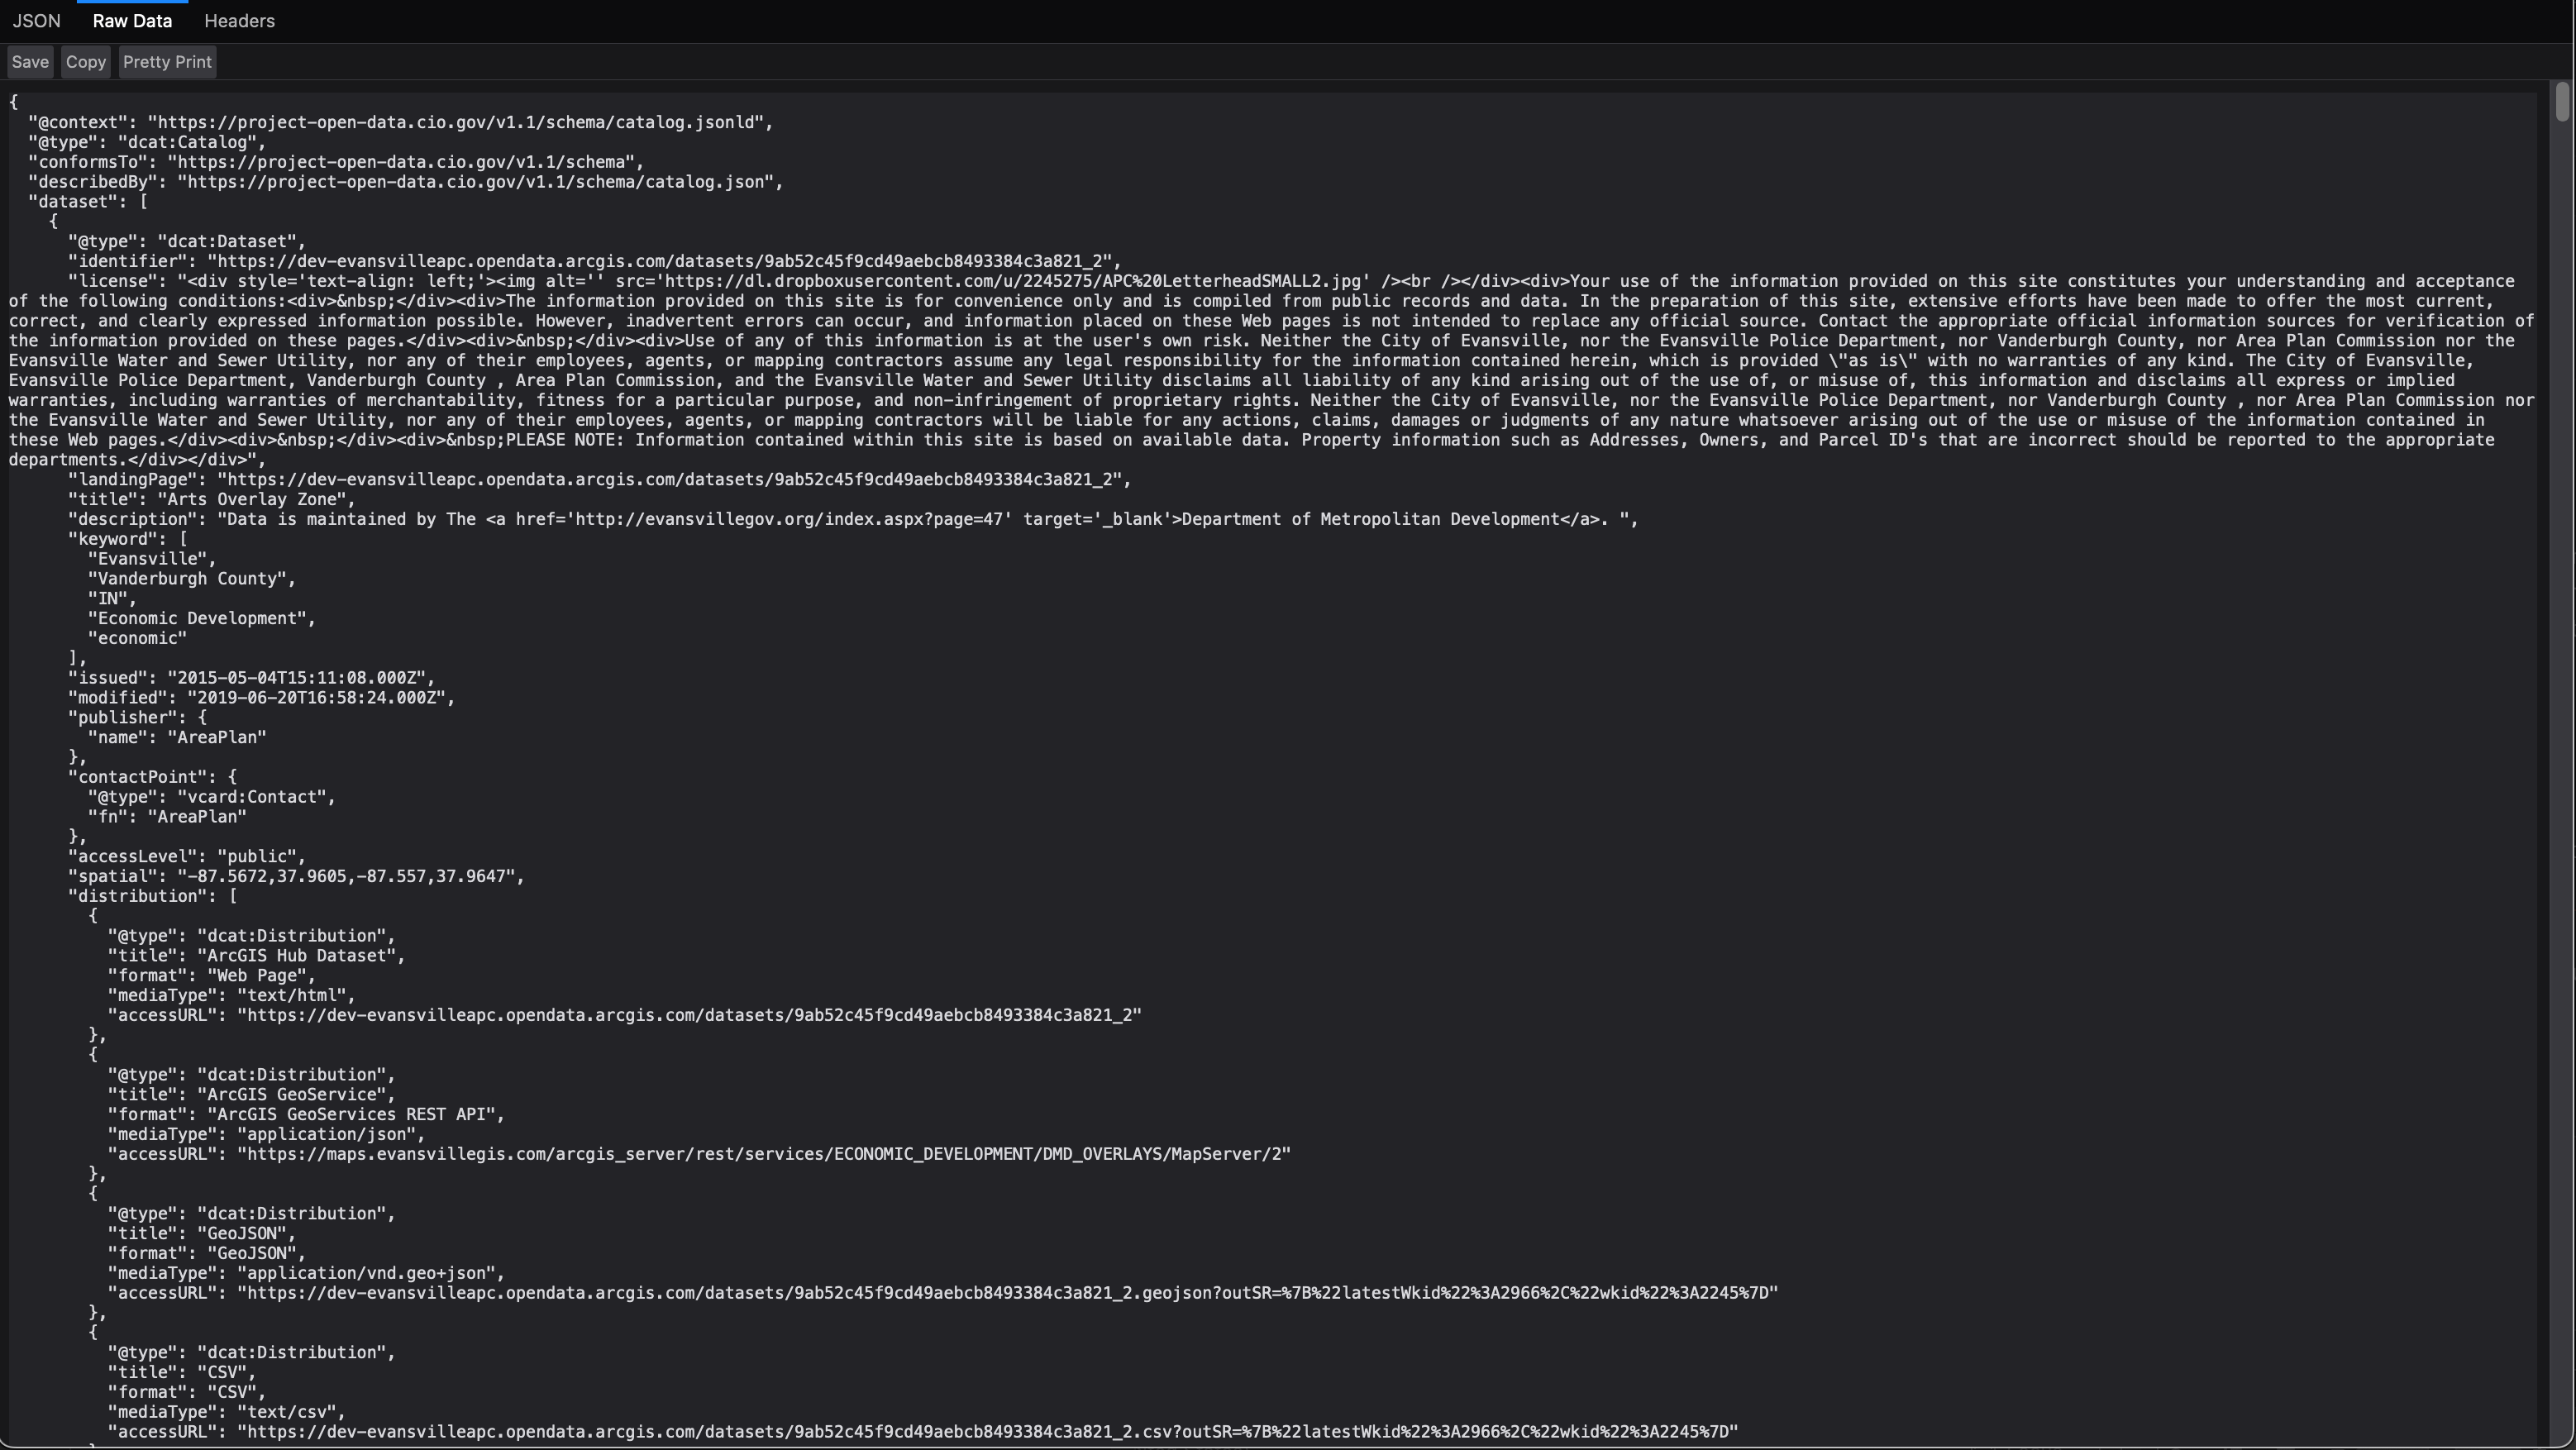 JSON Raw Data Headers
Save Copy Pretty Print
{
  "@context": "https://project-open-data.cio.gov/v1.1/schema/catalog.jsonld",
  "@type": "dcat:Catalog",
  "conformsTo": "https://project-open-data.cio.gov/v1.1/schema",
  "describedBy": "https://project-open-data.cio.gov/v1.1/schema/catalog.json",
  "dataset": [
    {
      "@type": "dcat:Dataset",
      "identifier": "https://dev-evansvilleapc.opendata.arcgis.com/datasets/9ab52c45f9cd49aebcb8493384c3a821_2",
      "license": "<div style='text-align: left;'><img alt='' src='https://dl.dropboxusercontent.com/u/2245275/APC%20LetterheadSMALL2.jpg' /><br /></div><div>Your use of the information provided on this site constitutes your understanding and acceptance
of the following conditions:<div>&nbsp;</div><div>The information provided on this site is for convenience only and is compiled from public records and data. In the preparation of this site, extensive efforts have been made to offer the most current,
correct, and clearly expressed information possible. However, inadvertent errors can occur, and information placed on these Web pages is not intended to replace any official source. Contact the appropriate official information sources for verification of
the information provided on these pages.</div><div>&nbsp;</div><div>Use of any of this information is at the user's own risk. Neither the City of Evansville, nor the Evansville Police Department, nor Vanderburgh County, nor Area Plan Commission nor the
Evansville Water and Sewer Utility, nor any of their employees, agents, or mapping contractors assume any legal responsibility for the information contained herein, which is provided \"as is\" with no warranties of any kind. The City of Evansville,
Evansville Police Department, Vanderburgh County , Area Plan Commission, and the Evansville Water and Sewer Utility disclaims all liability of any kind arising out of the use of, or misuse of, this information and disclaims all express or implied
warranties, including warranties of merchantability, fitness for a particular purpose, and non-infringement of proprietary rights. Neither the City of Evansville, nor the Evansville Police Department, nor Vanderburgh County , nor Area Plan Commission nor
the Evansville Water and Sewer Utility, nor any of their employees, agents, or mapping contractors will be liable for any actions, claims, damages or judgments of any nature whatsoever arising out of the use or misuse of the information contained in
these Web pages.</div><div>&nbsp;</div><div>&nbsp;PLEASE NOTE: Information contained within this site is based on available data. Property information such as Addresses, Owners, and Parcel ID's that are incorrect should be reported to the appropriate
departments.</div></div>",
      "landingPage": "https://dev-evansvilleapc.opendata.arcgis.com/datasets/9ab52c45f9cd49aebcb8493384c3a821_2",
      "title": "Arts Overlay Zone",
      "description": "Data is maintained by The <a href='http://evansvillegov.org/index.aspx?page=47' target='_blank'>Department of Metropolitan Development</a>. ",
      "keyword": [
        "Evansville",
        "Vanderburgh County",
        "IN",
        "Economic Development",
        "economic"
      ],
      "issued": "2015-05-04T15:11:08.000Z",
      "modified": "2019-06-20T16:58:24.000Z",
      "publisher": {
        "name": "AreaPlan"
      },
      "contactPoint": {
        "@type": "vcard:Contact",
        "fn": "AreaPlan"
      },
      "accessLevel": "public",
      "spatial": "-87.5672,37.9605,-87.557,37.9647",
      "distribution": [
        {
          "@type": "dcat:Distribution",
          "title": "ArcGIS Hub Dataset",
          "format": "Web Page",
          "mediaType": "text/html",
          "accessURL": "https://dev-evansvilleapc.opendata.arcgis.com/datasets/9ab52c45f9cd49aebcb8493384c3a821_2"
        },
        {
          "@type": "dcat:Distribution",
          "title": "ArcGIS GeoService",
          "format": "ArcGIS GeoServices REST API",
          "mediaType": "application/json",
          "accessURL": "https://maps.evansvillegis.com/arcgis_server/rest/services/ECONOMIC_DEVELOPMENT/DMD_OVERLAYS/MapServer/2"
        },
        {
          "@type": "dcat:Distribution",
          "title": "GeoJSON",
          "format": "GeoJSON",
          "mediaType": "application/vnd.geo+json",
          "accessURL": "https://dev-evansvilleapc.opendata.arcgis.com/datasets/9ab52c45f9cd49aebcb8493384c3a821_2.geojson?outSR=%7B%22latestWkid%22%3A2966%2C%22wkid%22%3A2245%7D"
        },
        {
          "@type": "dcat:Distribution",
          "title": "CSV",
          "format": "CSV",
          "mediaType": "text/csv",
          "accessURL": "https://dev-evansvilleapc.opendata.arcgis.com/datasets/9ab52c45f9cd49aebcb8493384c3a821_2.csv?outSR=%7B%22latestWkid%22%3A2966%2C%22wkid%22%3A2245%7D"